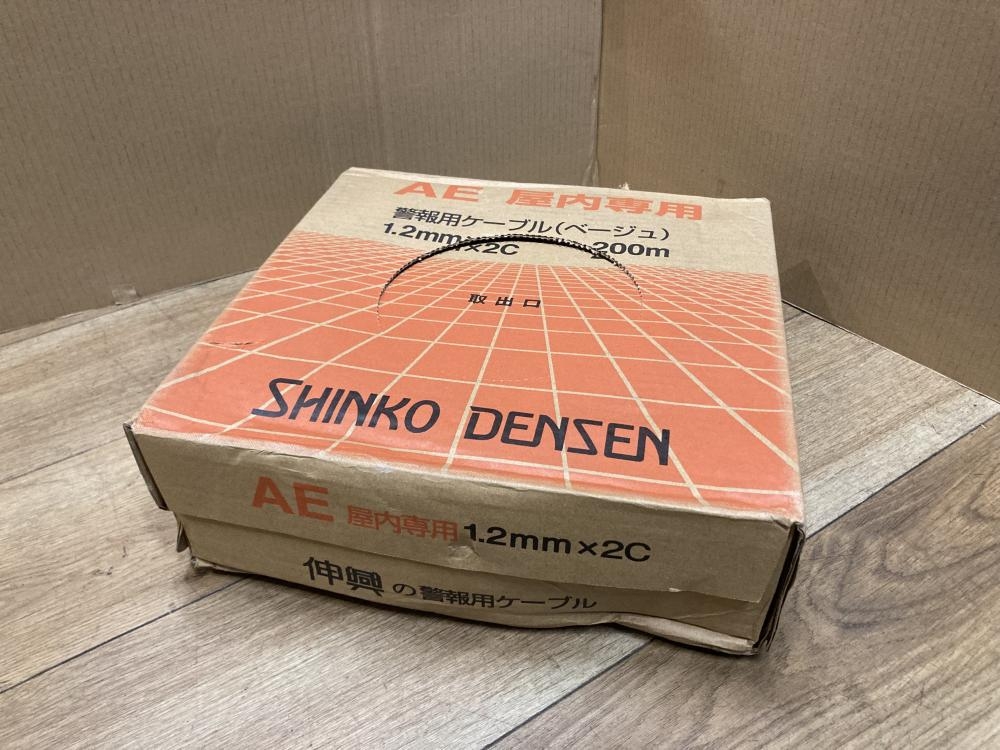 AE 屋内専用
警報用ケーブル(ベージュ)
1.2mm×2C 200m
取出口
SHINKO DENSEN
AE 屋内専用 1.2mm×2C
伸興の警報用ケーブル